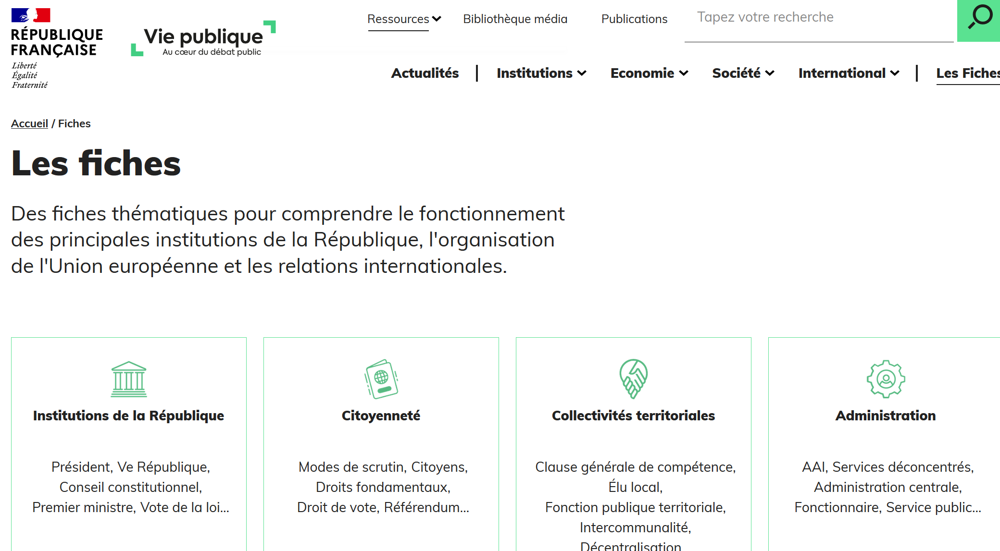 RÉPUBLIQUE
FRANÇAISE
Liberté
Égalité
Fraternité
Vie publique
Au cœur du débat public
Ressources
Bibliothèque média
Publications
Tapez votre recherche
Actualités
Institutions
Economie
Société
International
Les Fiches
Accueil / Fiches
Les fiches
Des fiches thématiques pour comprendre le fonctionnement
des principales institutions de la République, l'organisation
de l'Union européenne et les relations internationales.
Institutions de la République
Président, Ve République,
Conseil constitutionnel,
Premier ministre, Vote de la loi...
Citoyenneté
Modes de scrutin, Citoyens,
Droits fondamentaux,
Droit de vote, Référendum...
Collectivités territoriales
Clause générale de compétence,
Élu local,
Fonction publique territoriale,
Intercommunalité,
Décentralisation
Administration
AAI, Services déconcentrés,
Administration centrale,
Fonctionnaire, Service public...